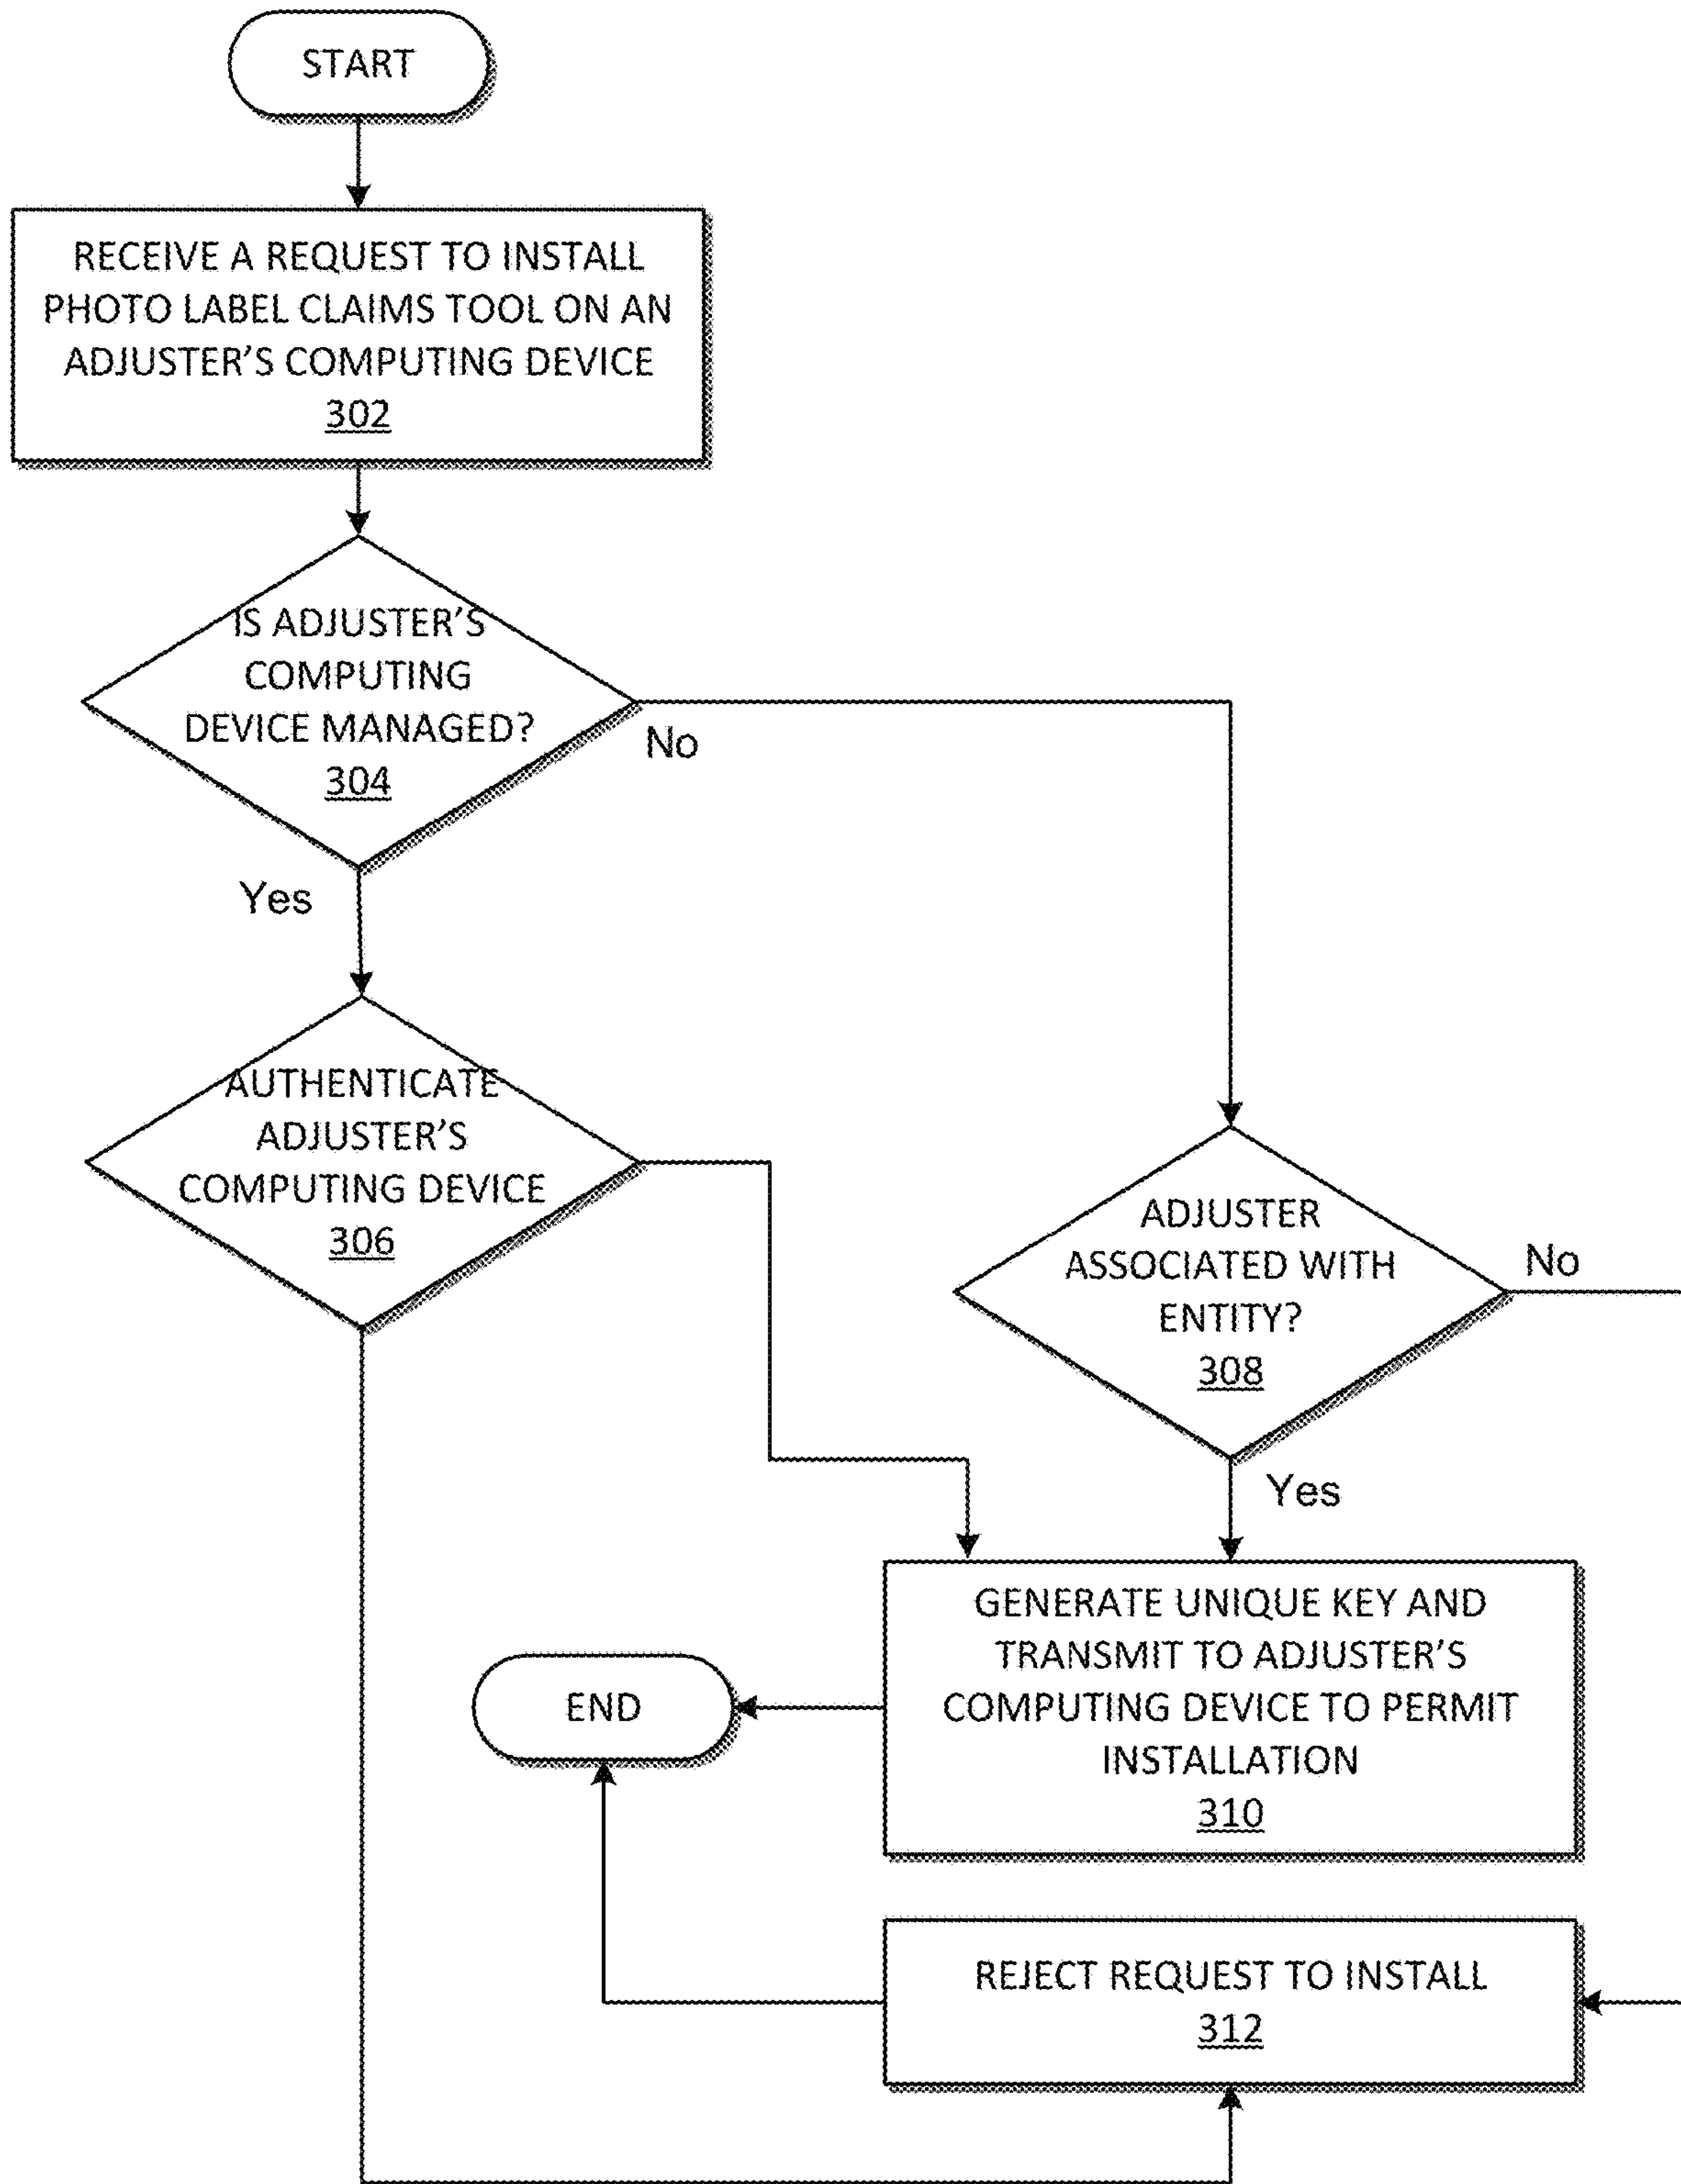 START
RECEIVE A REQUEST TO INSTALL
PHOTO LABEL CLAIMS TOOL ON AN
ADJUSTER'S COMPUTING DEVICE
302
IS ADJUSTER'S
COMPUTING
DEVICE MANAGED?
304
No
Yes
AUTHENTICATE
ADJUSTER'S
COMPUTING DEVICE
306
ADJUSTER
ASSOCIATED WITH
ENTITY?
308
No
Yes
GENERATE UNIQUE KEY AND
TRANSMIT TO ADJUSTER'S
COMPUTING DEVICE TO PERMIT
INSTALLATION
310
END
REJECT REQUEST TO INSTALL
312